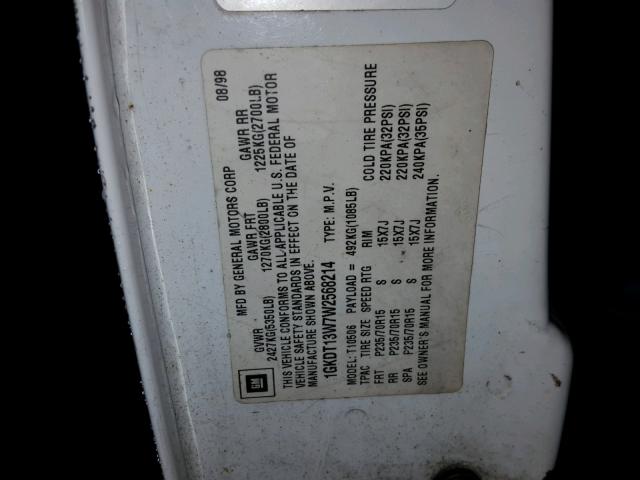 GM
MFD BY GENERAL MOTORS CORP 08/98
GVWR GAWR FRT GAWR RR
2427KG(5350LB) 1270KG(2800LB) 1225KG(2700LB)
THIS VEHICLE CONFORMS TO ALL APPLICABLE U.S. FEDERAL MOTOR
VEHICLE SAFETY STANDARDS IN EFFECT ON THE DATE OF
MANUFACTURE SHOWN ABOVE.
1GKDT13W7W2568214 TYPE: M.P.V.
MODEL: T10506 PAYLOAD = 492KG(1085LB)
TPAC TIRE SIZE SPEED RTG RIM COLD TIRE PRESSURE
FRT P235/70R15 S 15X7J 220KPA(32PSI)
RR P235/70R15 S 15X7J 220KPA(32PSI)
SPA P235/70R15 S 15X7J 240KPA(35PSI)
SEE OWNER'S MANUAL FOR MORE INFORMATION.